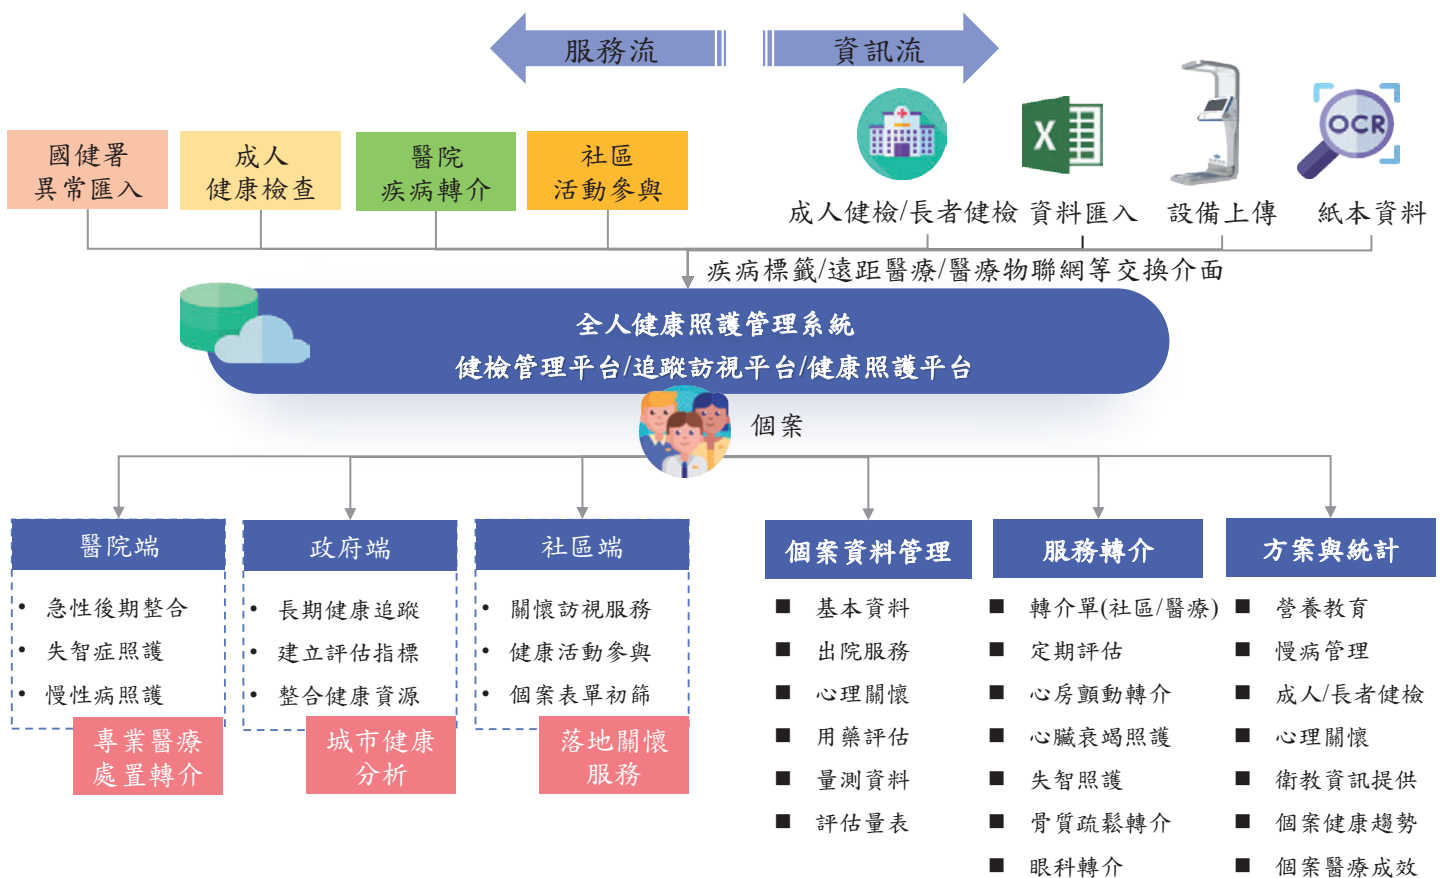 服務流
資訊流
國健署
異常匯入
成人
健康檢查
醫院
疾病轉介
社區
活動參與
X
OCR
成人健檢/長者健檢
資料匯入
設備上傳
紙本資料
疾病標籤/遠距醫療/醫療物聯網等交換介面
全人健康照護管理系統
健檢管理平台/追蹤訪視平台/健康照護平台
個案
醫院端
• 急性後期整合
• 失智症照護
• 慢性病照護
專業醫療
處置轉介
政府端
• 長期健康追蹤
• 建立評估指標
• 整合健康資源
城市健康
分析
社區端
• 關懷訪視服務
• 健康活動參與
• 個案表單初篩
落地關懷
服務
個案資料管理
■ 基本資料
■ 出院服務
■ 心理關懷
■ 用藥評估
■ 量測資料
■ 評估量表
服務轉介
■ 轉介單(社區/醫療)
■ 定期評估
■ 心房顫動轉介
■ 心臟衰竭照護
■ 失智照護
■ 骨質疏鬆轉介
■ 眼科轉介
方案與統計
■ 營養教育
■ 慢病管理
■ 成人/長者健檢
■ 心理關懷
■ 衛教資訊提供
■ 個案健康趨勢
■ 個案醫療成效